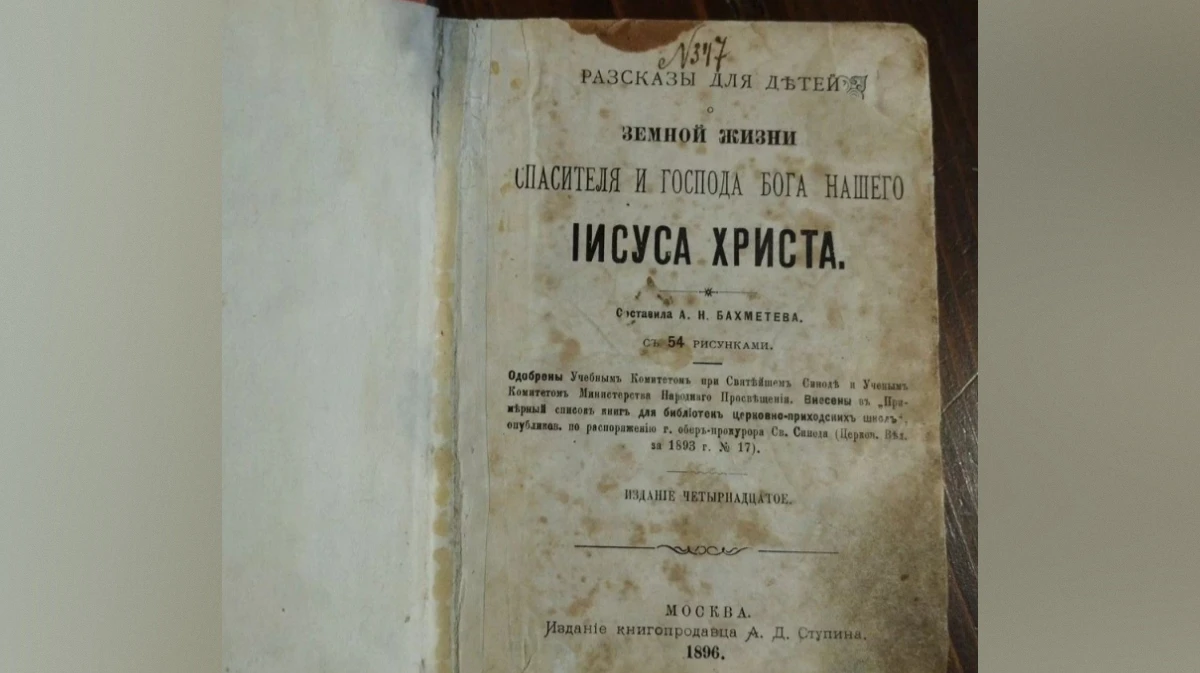 № 347
РАЗСКАЗЫ ДЛЯ ДѢТЕЙ
О
ЗЕМНОЙ ЖИЗНИ
СПАСИТЕЛЯ И ГОСПОДА БОГА НАШЕГО
ІИСУСА ХРИСТА.
Составила А. Н. БАХМЕТЕВА.
СЪ 54 РИСУНКАМИ.
Одобрены Учебнымъ Комитетомъ при Святѣйшемъ Синодѣ и Ученымъ
Комитетомъ Министерства Народнаго Просвѣщенія. Внесены въ „При-
мѣрный списокъ книгъ для библіотекъ церковно-приходскихъ школъ",
опубликов. по распоряженію г. оберъ-прокурора Св. Синода (Церков. Вѣд.
за 1893 г. № 17).
ИЗДАНІЕ ЧЕТЫРНАДЦАТОЕ.
МОСКВА.
Изданіе книгопродавца А. Д. Ступина.
1896.